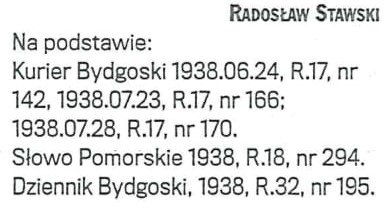 Radosław Stawski
Na podstawie:
Kurier Bydgoski 1938.06.24, R.17, nr
142, 1938.07.23, R.17, nr 166;
1938.07.28, R.17, nr 170.
Słowo Pomorskie 1938, R.18, nr 294.
Dziennik Bydgoski, 1938, R.32, nr 195.